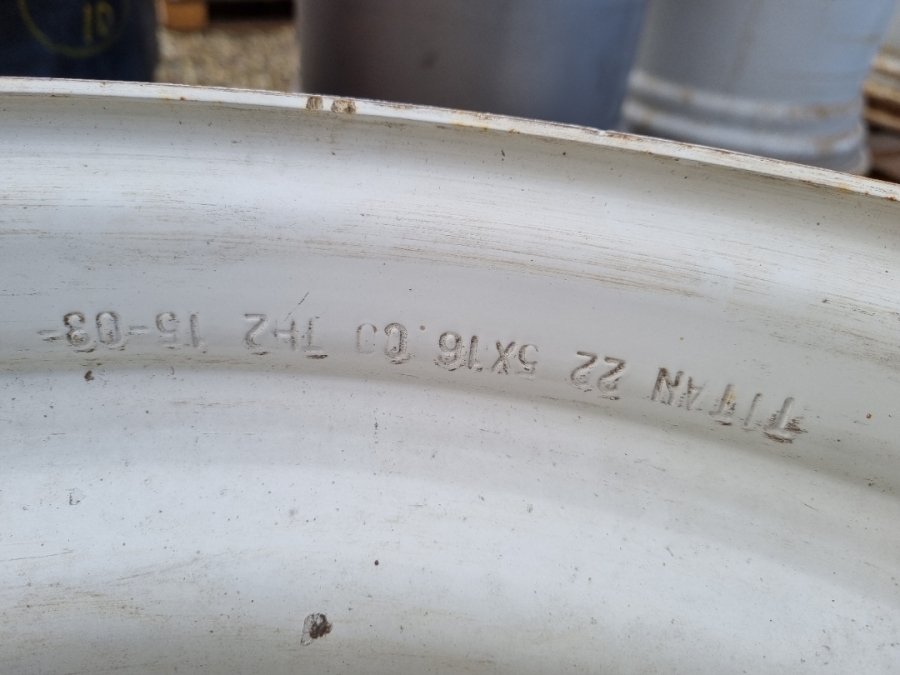 TITAN 22 5X16.00 TH2 15-03-